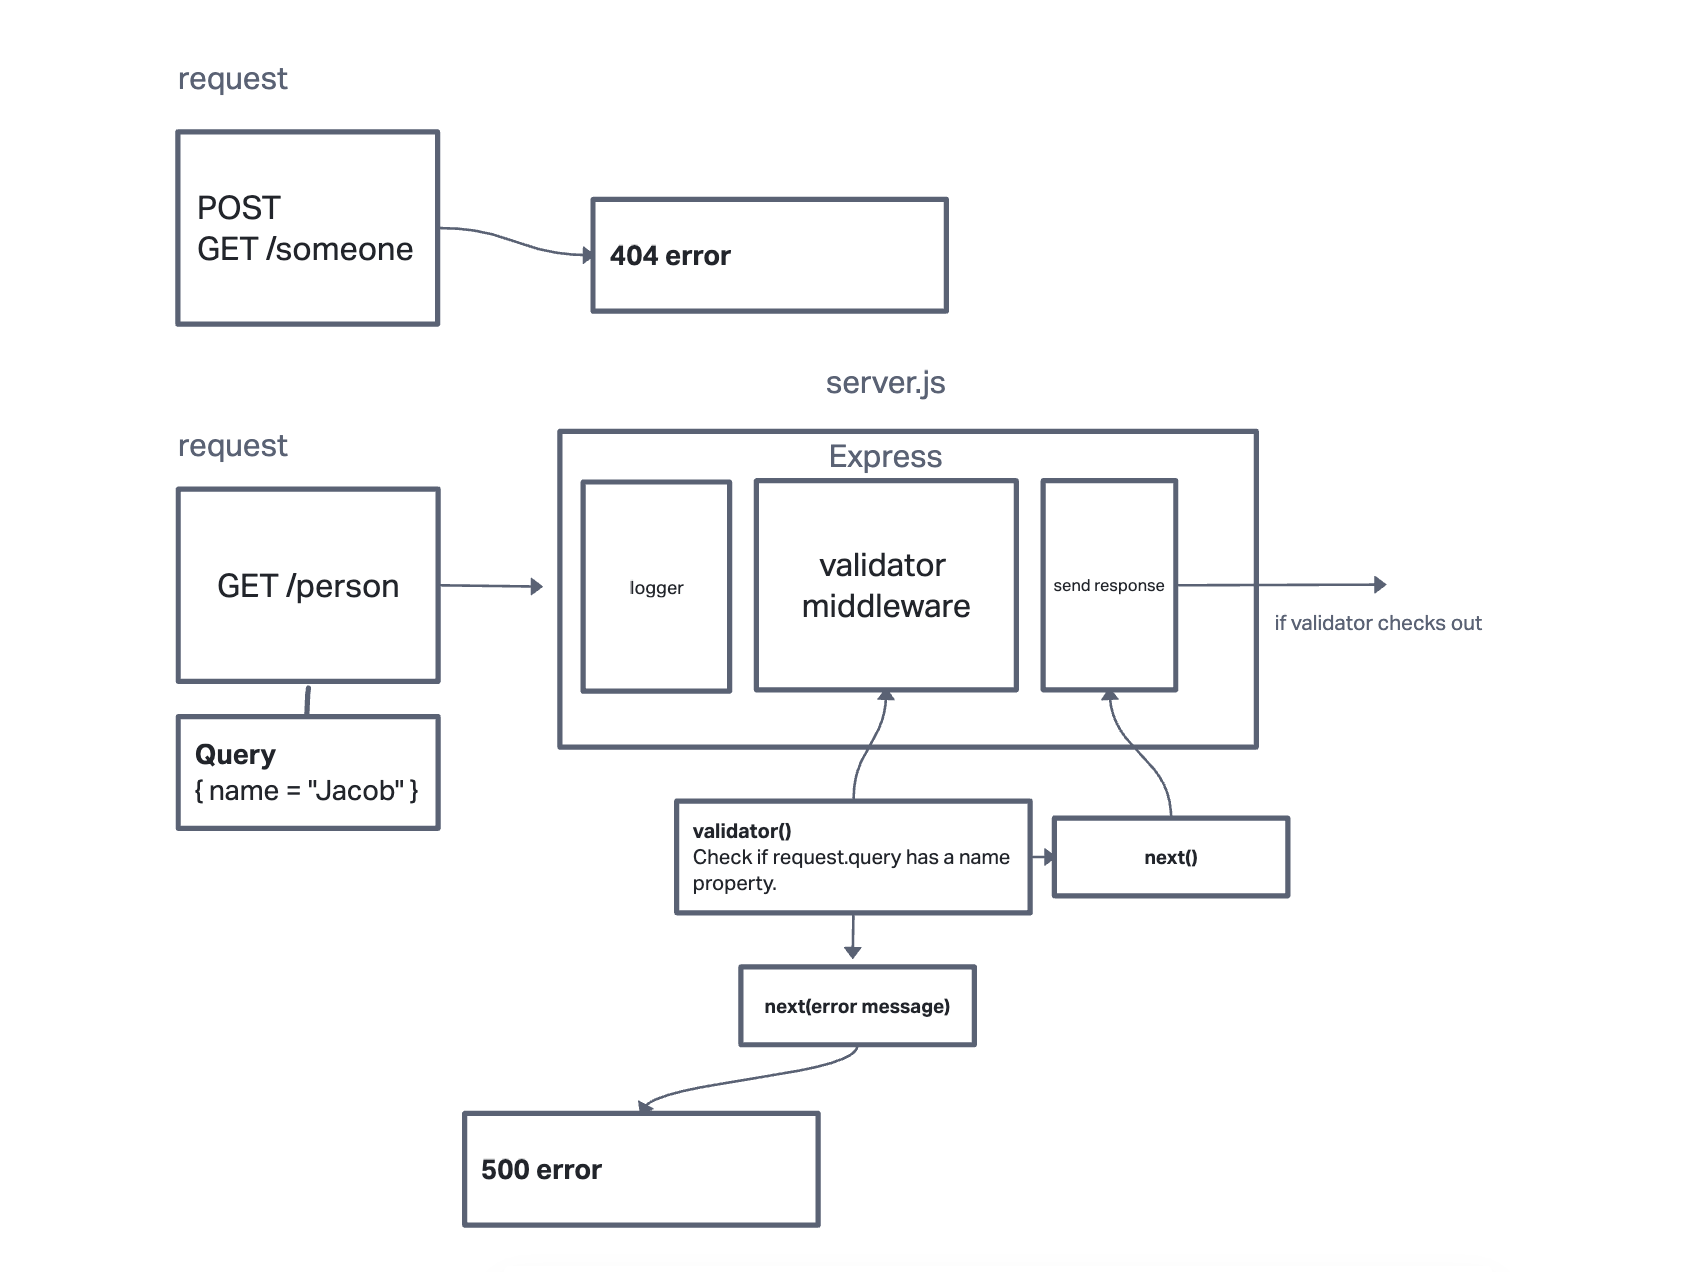 request
POST
GET /someone
404 error
server.js
request
Express
GET /person
logger
validator
middleware
send response
if validator checks out
Query
{ name = "Jacob" }
validator()
Check if request.query has a name
property.
next()
next(error message)
500 error